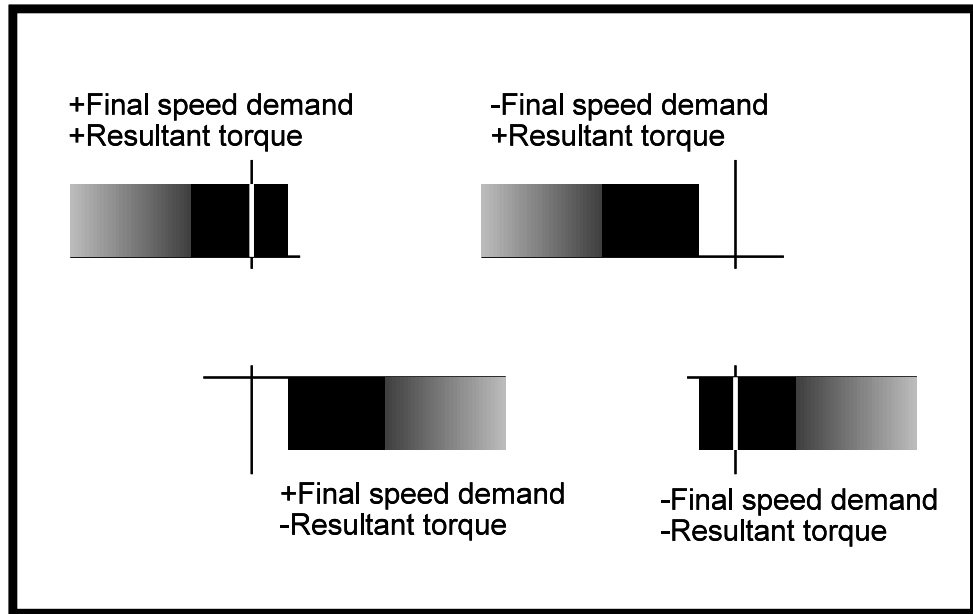 +Final speed demand
+Resultant torque
-Final speed demand
+Resultant torque
+Final speed demand
-Resultant torque
-Final speed demand
-Resultant torque